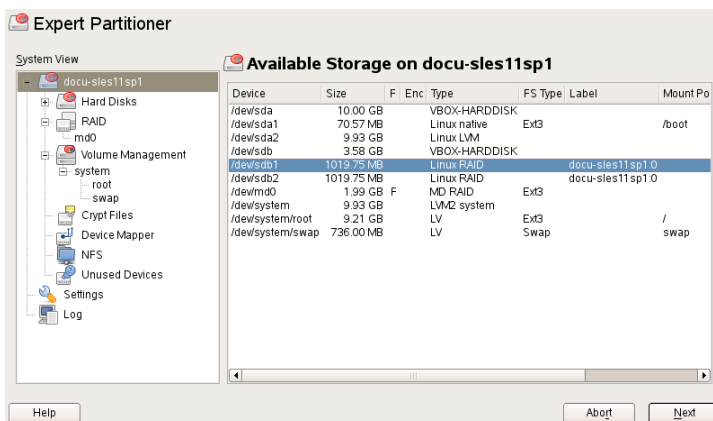 Expert Partitioner
System View
docu-sles11sp1
Hard Disks
RAID
md0
Volume Management
system
root
swap
Crypt Files
Device Mapper
NFS
Unused Devices
Settings
Log
Available Storage on docu-sles11sp1
Device Size F Enc Type FS Type Label Mount Po
/dev/sda 10.00 GB VBOX-HARDDISK
/dev/sda1 70.57 MB Linux native Ext3 /boot
/dev/sda2 9.93 GB Linux LVM
/dev/sdb 3.58 GB VBOX-HARDDISK
/dev/sdb1 1019.75 MB Linux RAID docu-sles11sp1:0
/dev/sdb2 1019.75 MB Linux RAID docu-sles11sp1:0
/dev/md0 1.99 GB F MD RAID Ext3
/dev/system 9.93 GB LVM2 system
/dev/system/root 9.21 GB LV Ext3 /
/dev/system/swap 736.00 MB LV Swap swap
Help Abort Next